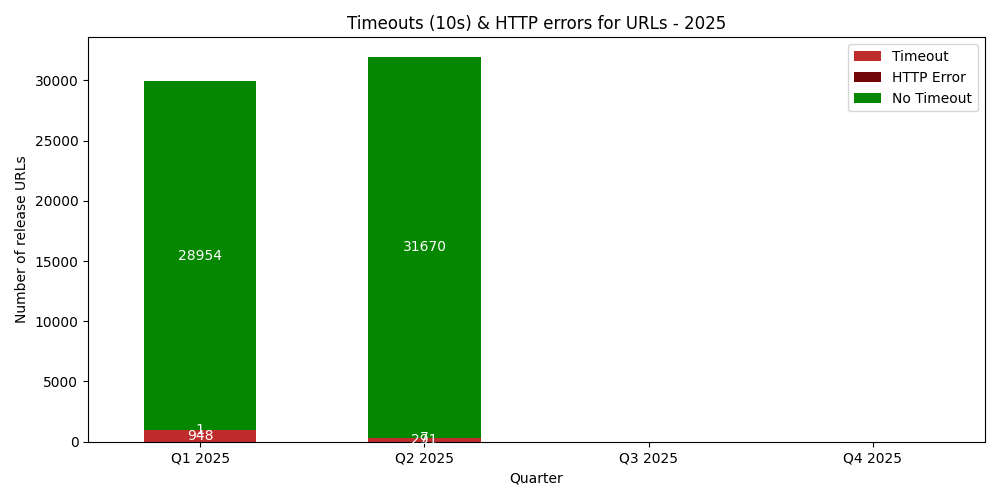 Timeouts (10s) & HTTP errors for URLs - 2025
Timeout
HTTP Error
No Timeout
Number of release URLs
30000
25000
20000
15000
10000
5000
0
28954
1
948
31670
7
Q1 2025
Q2 2025
Q3 2025
Q4 2025
Quarter